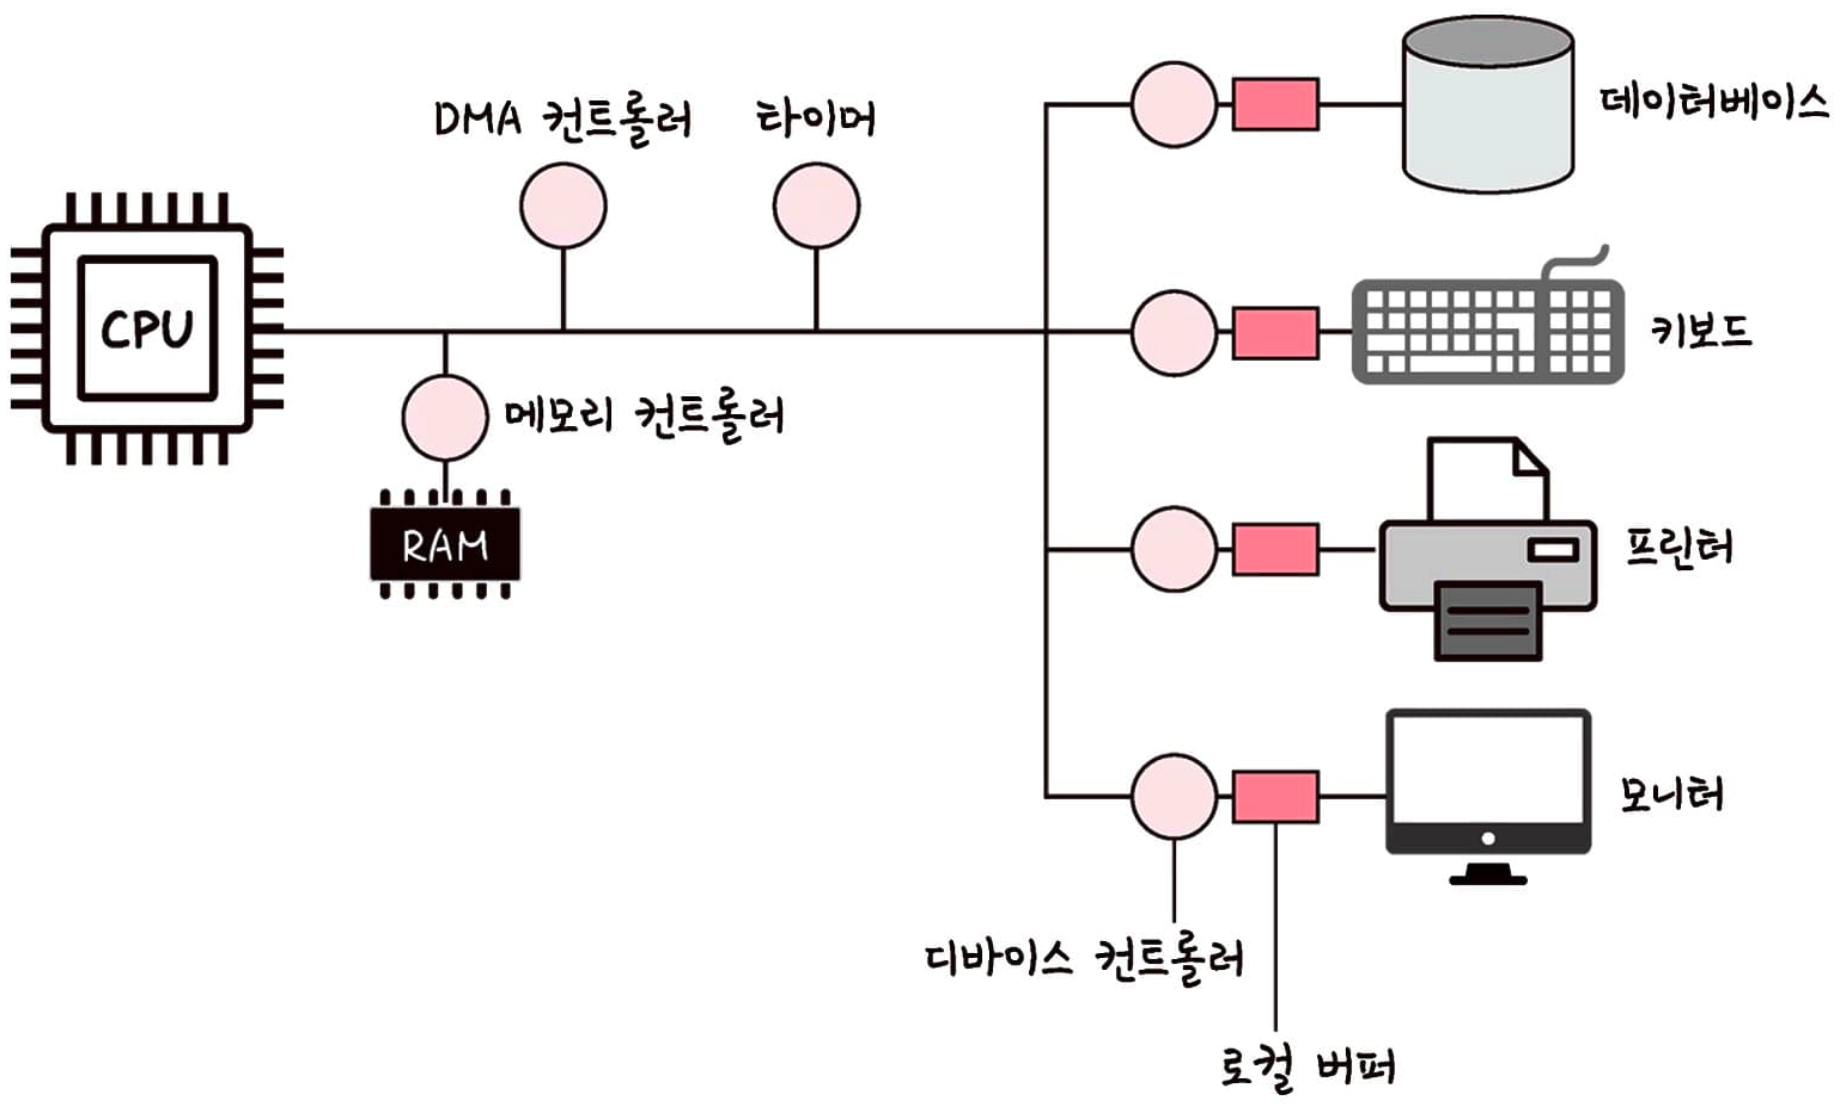 DMA 컨트롤러
타이머
데이터베이스
CPU
키보드
메모리 컨트롤러
RAM
프린터
모니터
디바이스 컨트롤러
로컬 버퍼